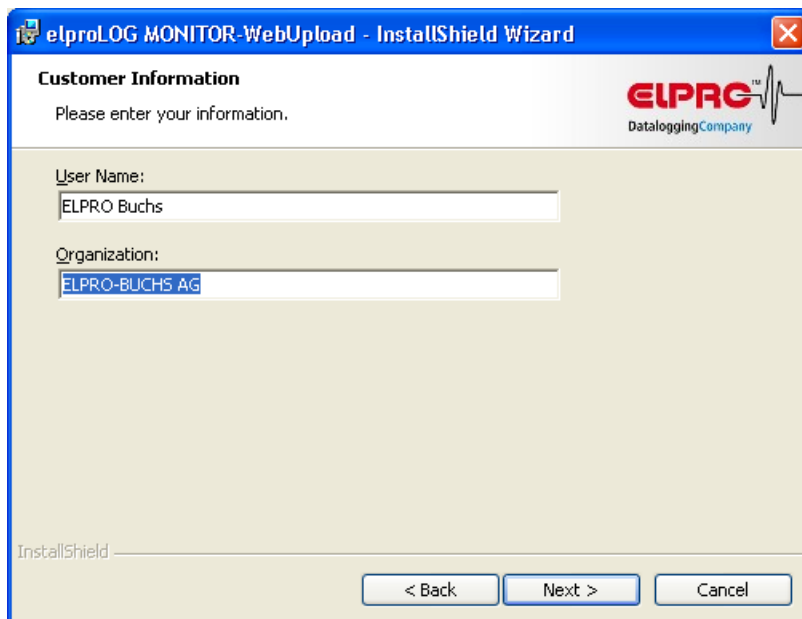 elproLOG MONITOR-WebUpload - InstallShield Wizard
Customer Information
Please enter your information.
ELPRO™
DataloggingCompany
User Name:
ELPRO Buchs
Organization:
ELPRO-BUCHS AG
InstallShield
< Back
Next >
Cancel